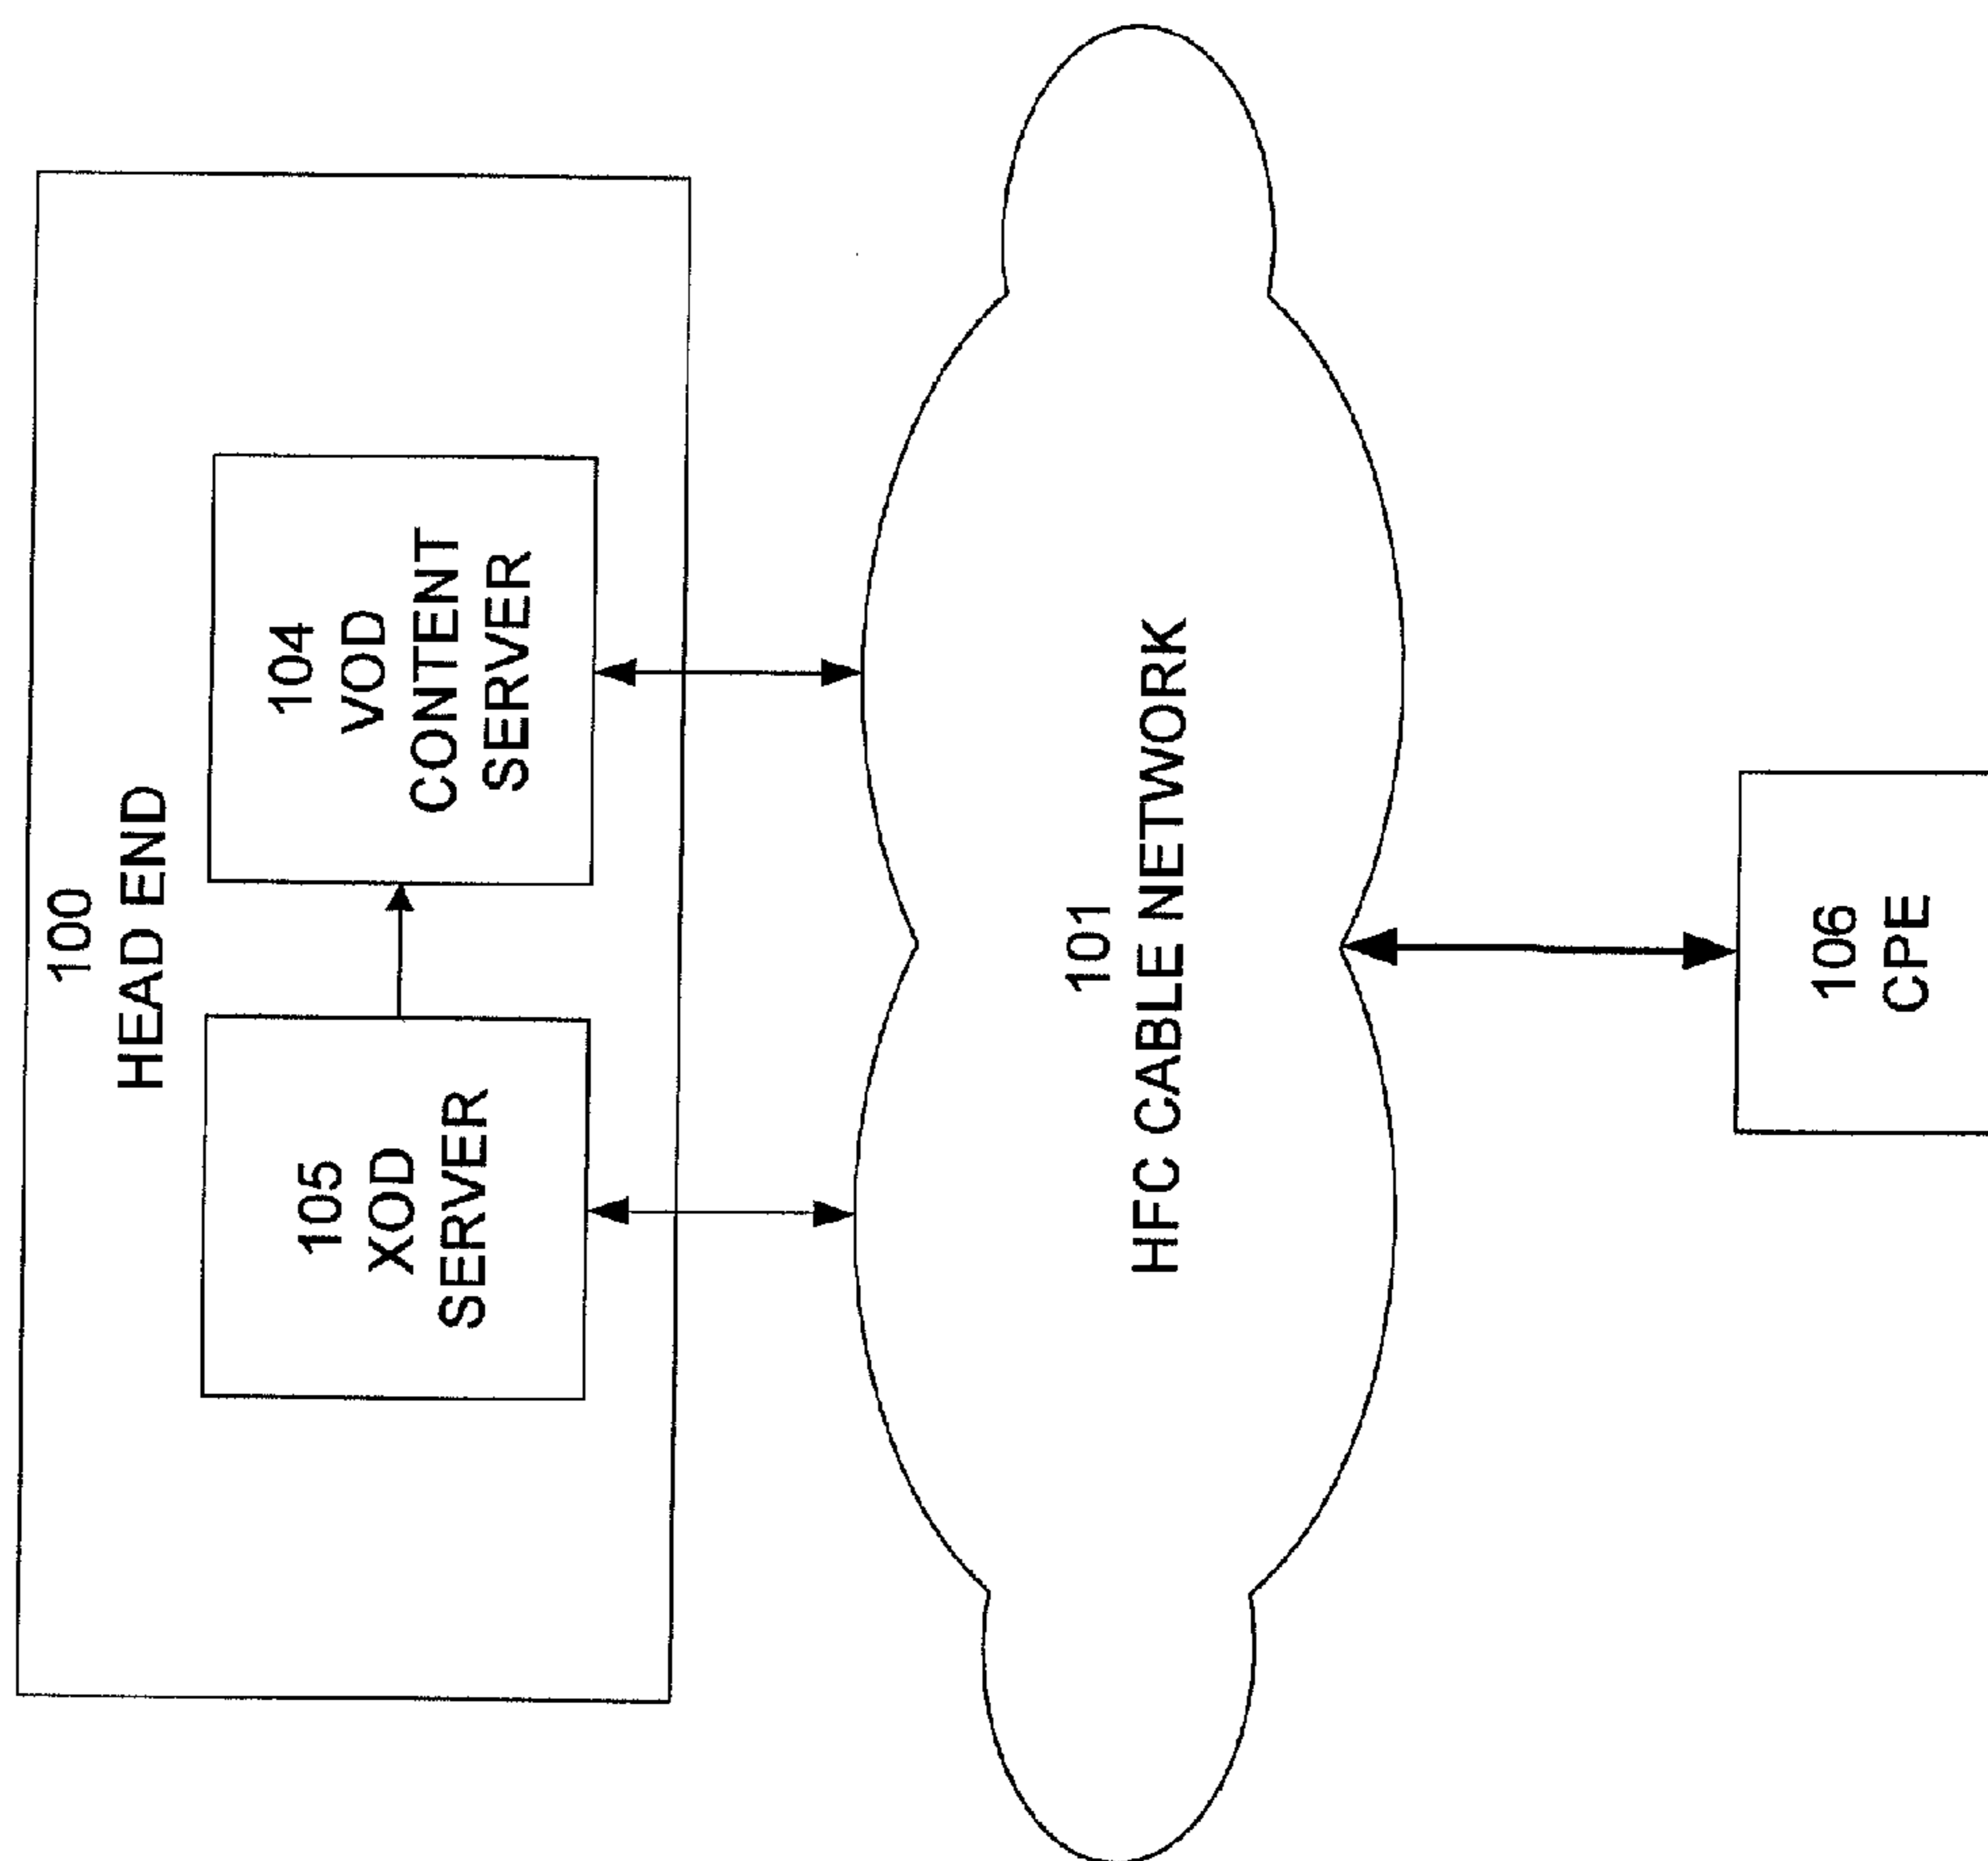 100
HEAD END
105
XOD
SERVER
104
VOD
CONTENT
SERVER
101
HFC CABLE NETWORK
106
CPE